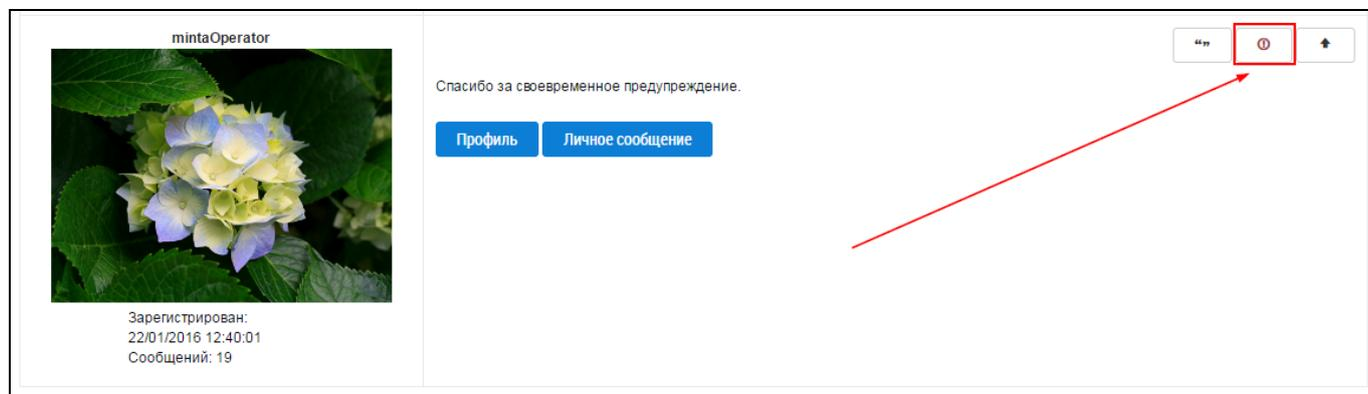 mintaOperator
“”
Спасибо за своевременное предупреждение.
Профиль
Личное сообщение
Зарегистрирован:
22/01/2016 12:40:01
Сообщений: 19